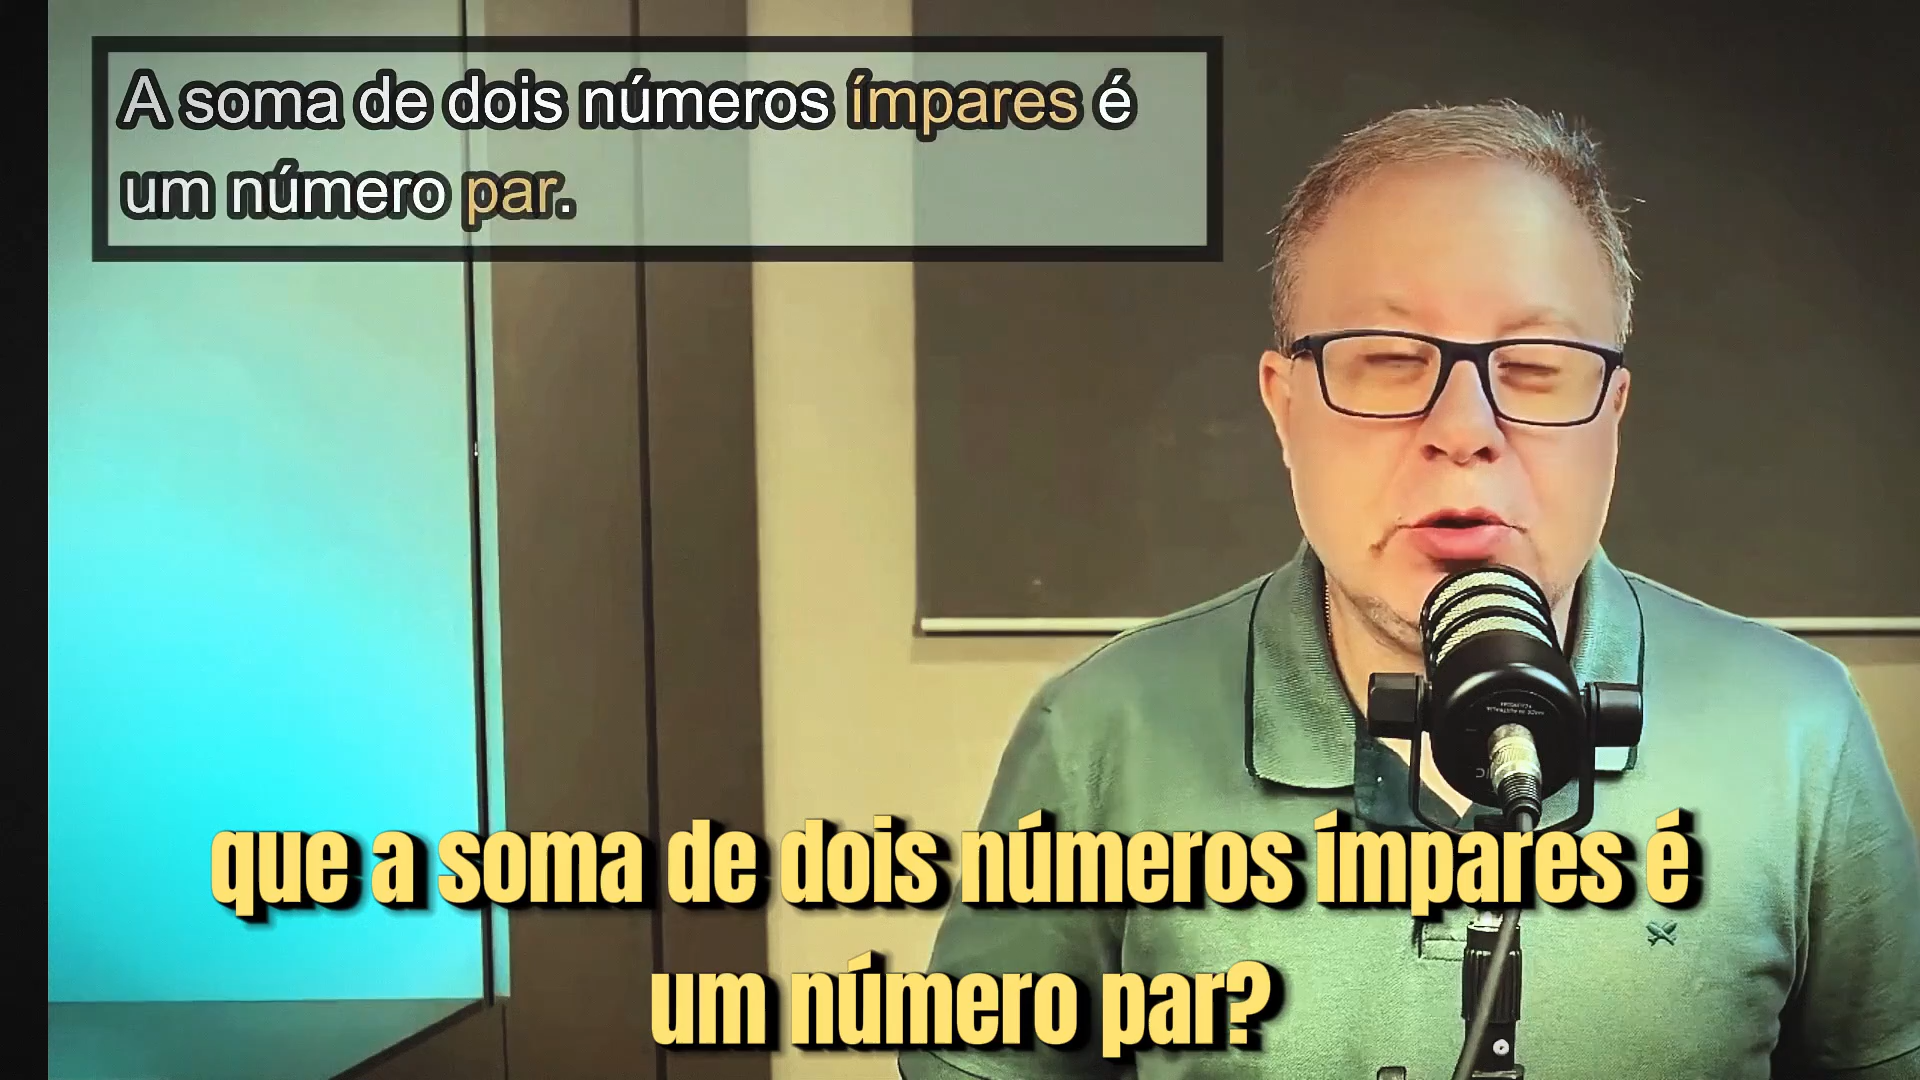 A soma de dois números ímpares é
um número par.
que a soma de dois números ímpares é
um número par?